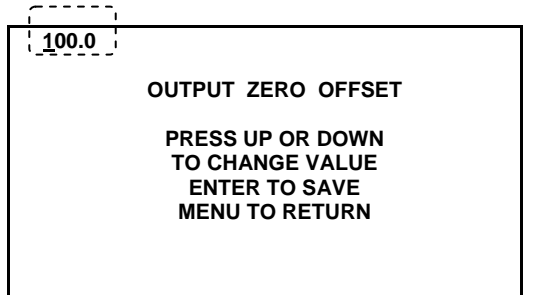 100.0
OUTPUT ZERO OFFSET
PRESS UP OR DOWN
TO CHANGE VALUE
ENTER TO SAVE
MENU TO RETURN